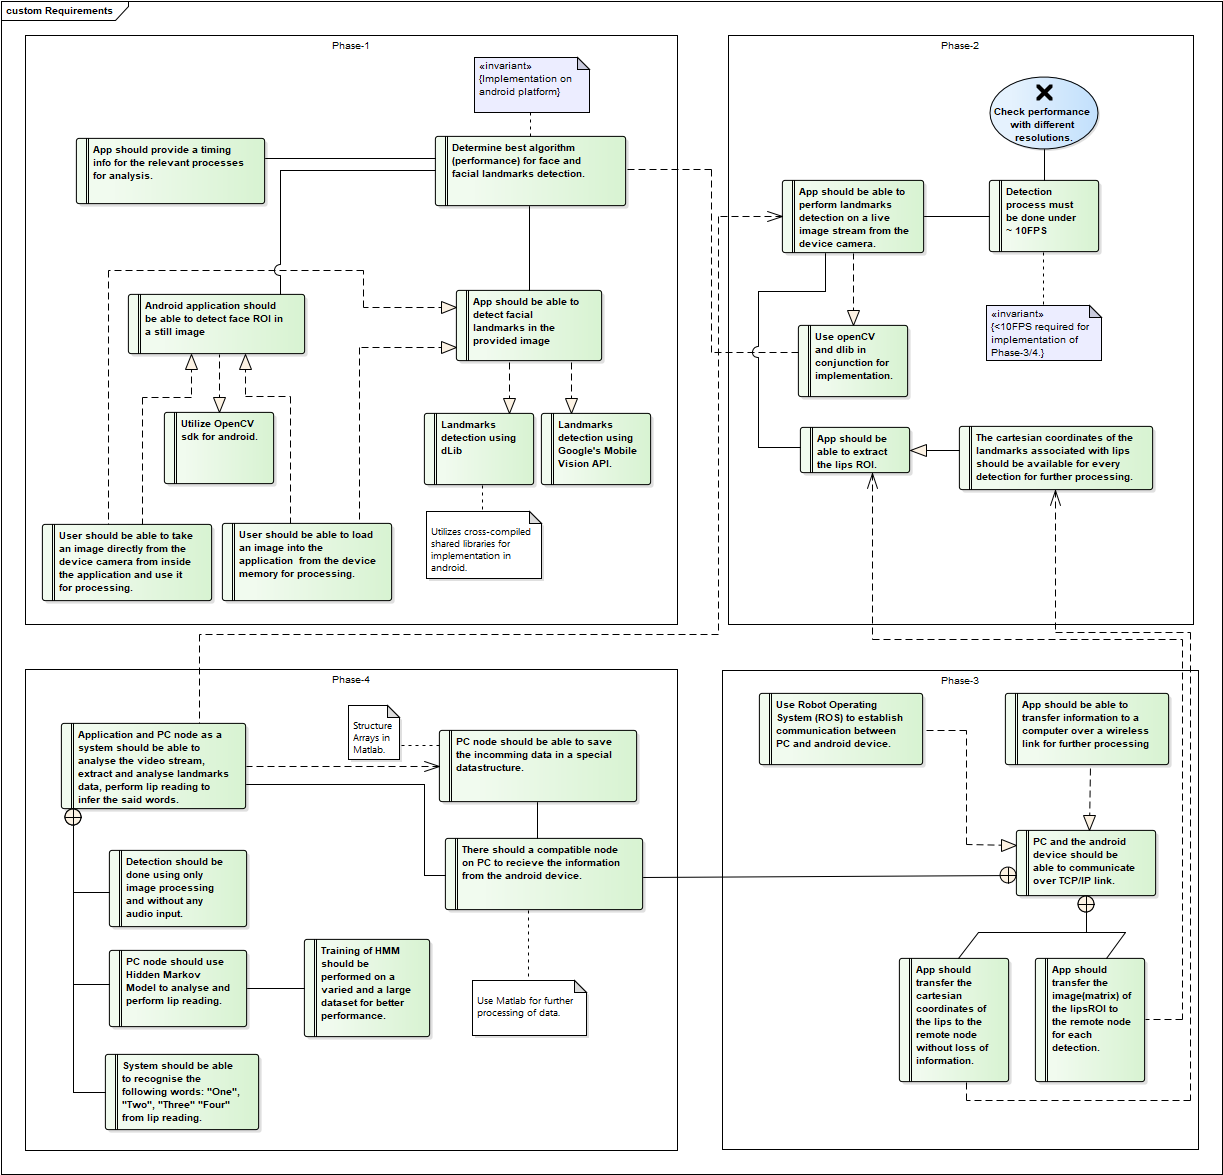 custom Requirements
Phase-1
«invariant»
{Implementation on
android platform}
App should provide a timing
info for the relevant processes
for analysis.
Determine best algorithm
(performance) for face and
facial landmarks detection.
Android application should
be able to detect face ROI in
a still image
App should be able to
detect facial
landmarks in the
provided image
Utilize OpenCV
sdk for android.
Landmarks
detection using
dLib
Landmarks
detection using
Google's Mobile
Vision API.
User should be able to take
an image directly from the
device camera from inside
the application and use it
for processing.
User should be able to load
an image into the
application from the device
memory for processing.
Utilizes cross-compiled
shared libraries for
implementation in
android.
Phase-2
Check performance
with different
resolutions.
App should be able to
perform landmarks
detection on a live
image stream from the
device camera.
Detection
process must
be done under
~ 10FPS
«invariant»
{<10FPS required for
implementation of
Phase-3/4.}
Use openCV
and dlib in
conjunction for
implementation.
App should be
able to extract
the lips ROI.
The cartesian coordinates of the
landmarks associated with lips
should be available for every
detection for further processing.
Phase-4
Structure
Arrays in
Matlab.
Application and PC node as a
system should be able to
analyse the video stream,
extract and analyse landmarks
data, perform lip reading to
infer the said words.
PC node should be able to save
the incomming data in a special
datastructure.
There should a compatible node
on PC to recieve the information
from the android device.
Detection should be
done using only
image processing
and without any
audio input.
PC node should use
Hidden Markov
Model to analyse and
perform lip reading.
Training of HMM
should be
performed on a
varied and a large
dataset for better
performance.
Use Matlab for further
processing of data.
System should be able
to recognise the
following words: "One",
"Two", "Three" "Four"
from lip reading.
Phase-3
Use Robot Operating
System (ROS) to establish
communication between
PC and android device.
App should be able to
transfer information to a
computer over a wireless
link for further processing
PC and the android
device should be
able to communicate
over TCP/IP link.
App should
transfer the
cartesian
coordinates of
the lips to the
remote node
without loss of
information.
App should
transfer the
image(matrix) of
the lipsROI to
the remote node
for each
detection.